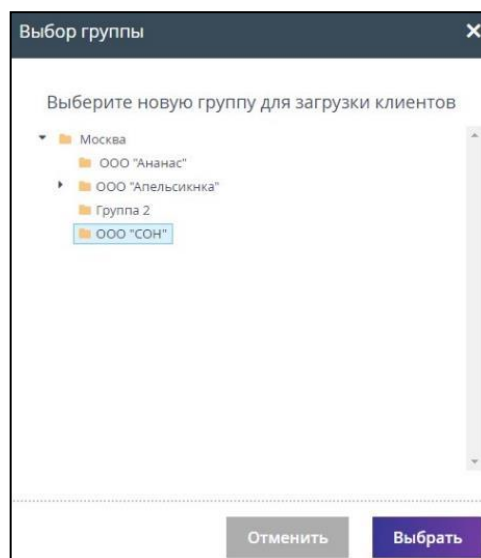 Выбор группы
Выберите новую группу для загрузки клиентов
Москва
ООО "Ананас"
ООО "Апельсикнка"
Группа 2
ООО "СОН"
Отменить Выбрать